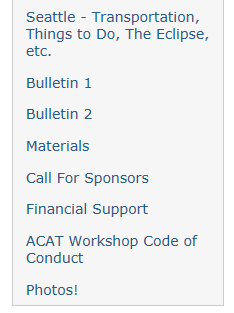 Seattle - Transportation,
Things to Do, The Eclipse,
etc.
Bulletin 1
Bulletin 2
Materials
Call For Sponsors
Financial Support
ACAT Workshop Code of
Conduct
Photos!